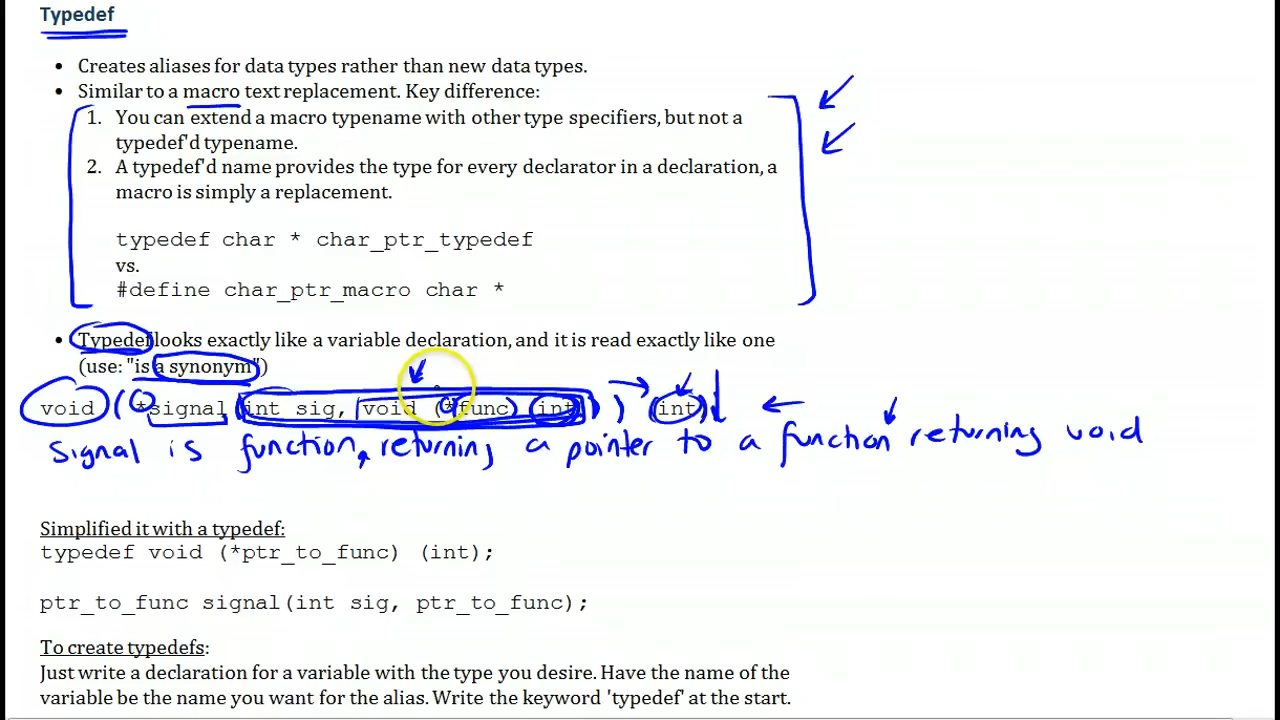 Typedef
• Creates aliases for data types rather than new data types.
• Similar to a macro text replacement. Key difference:
1. You can extend a macro typename with other type specifiers, but not a
typedef'd typename.
2. A typedef'd name provides the type for every declarator in a declaration, a
macro is simply a replacement.
typedef char * char_ptr_typedef
vs.
#define char_ptr_macro char *
• Typedef looks exactly like a variable declaration, and it is read exactly like one
(use: "is a synonym")
void (*signal (int sig, void (*func) (int) ) ) (int)
signal is function, returning a pointer to a function returning void
Simplified it with a typedef:
typedef void (*ptr_to_func) (int);
ptr_to_func signal(int sig, ptr_to_func);
To create typedefs:
Just write a declaration for a variable with the type you desire. Have the name of the
variable be the name you want for the alias. Write the keyword 'typedef' at the start.